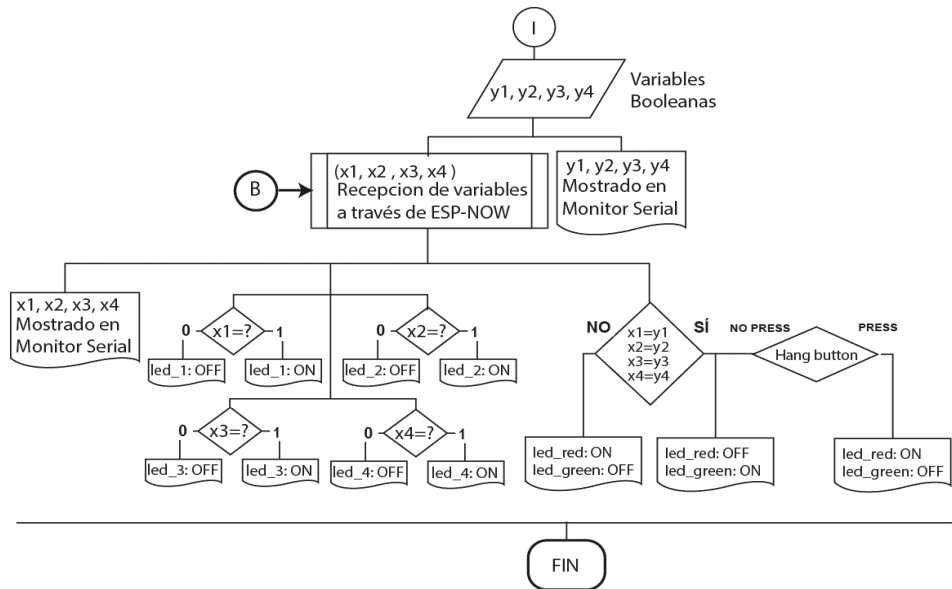 I
y1, y2, y3, y4
Variables
Booleanas
B
(x1, x2 , x3, x4 )
Recepcion de variables
a través de ESP-NOW
y1, y2, y3, y4
Mostrado en
Monitor Serial
x1, x2, x3, x4
Mostrado en
Monitor Serial
0
x1=?
1
led_1: OFF
led_1: ON
0
x2=?
1
led_2: OFF
led_2: ON
0
x3=?
1
led_3: OFF
led_3: ON
0
x4=?
1
led_4: OFF
led_4: ON
NO
x1=y1
x2=y2
x3=y3
x4=y4
SÍ
NO PRESS
Hang button
PRESS
led_red: ON
led_green: OFF
led_red: OFF
led_green: ON
led_red: ON
led_green: OFF
FIN